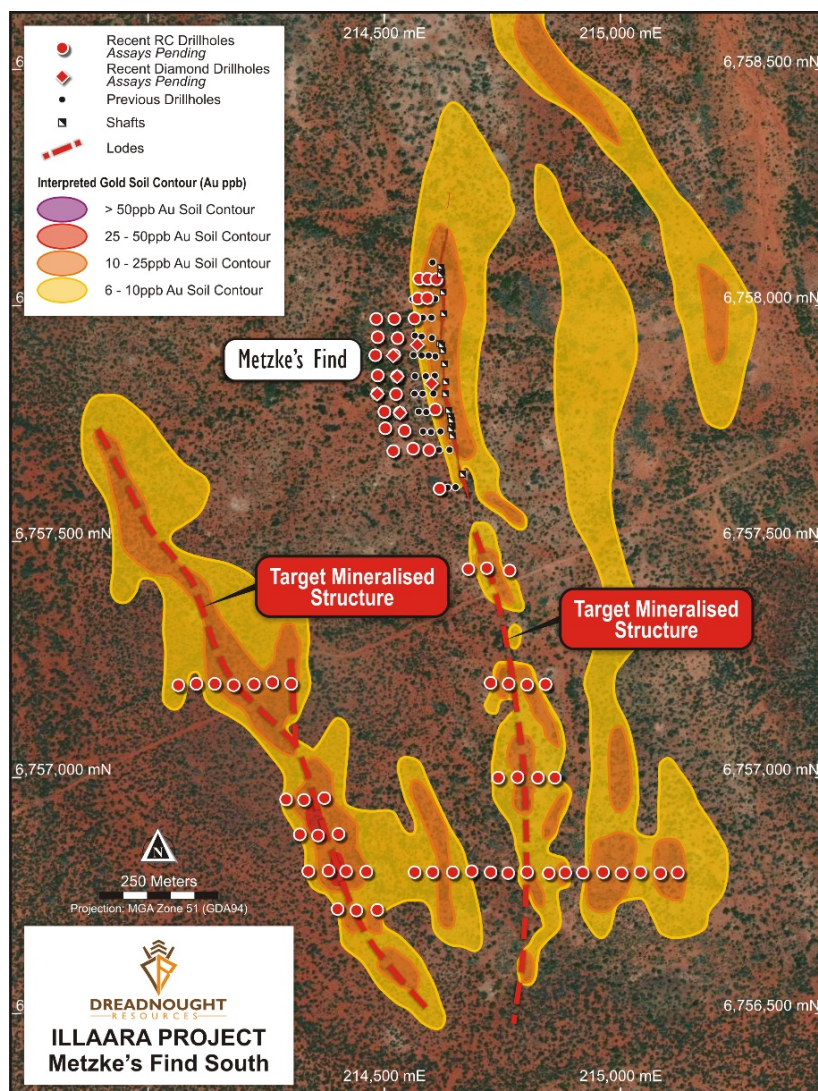 214,500 mE
215,000 mE
Recent RC Drillholes
Assays Pending
Recent Diamond Drillholes
Assays Pending
Previous Drillholes
Shafts
Lodes
Interpreted Gold Soil Contour (Au ppb)
> 50ppb Au Soil Contour
25 - 50ppb Au Soil Contour
10 - 25ppb Au Soil Contour
6 - 10ppb Au Soil Contour
6,758,500 mN
6,758,000 mN
Metzke's Find
6,757,500 mN
6,757,500 mN
Target Mineralised
Structure
Target Mineralised
Structure
6,757,000 mN
6,757,000 mN
N
250 Meters
Projection: MGA Zone 51 (GDA94)
DREADNOUGHT
RESOURCES
ILLAARA PROJECT
Metzke's Find South
6,756,500 mN
214,500 mE
215,000 mE